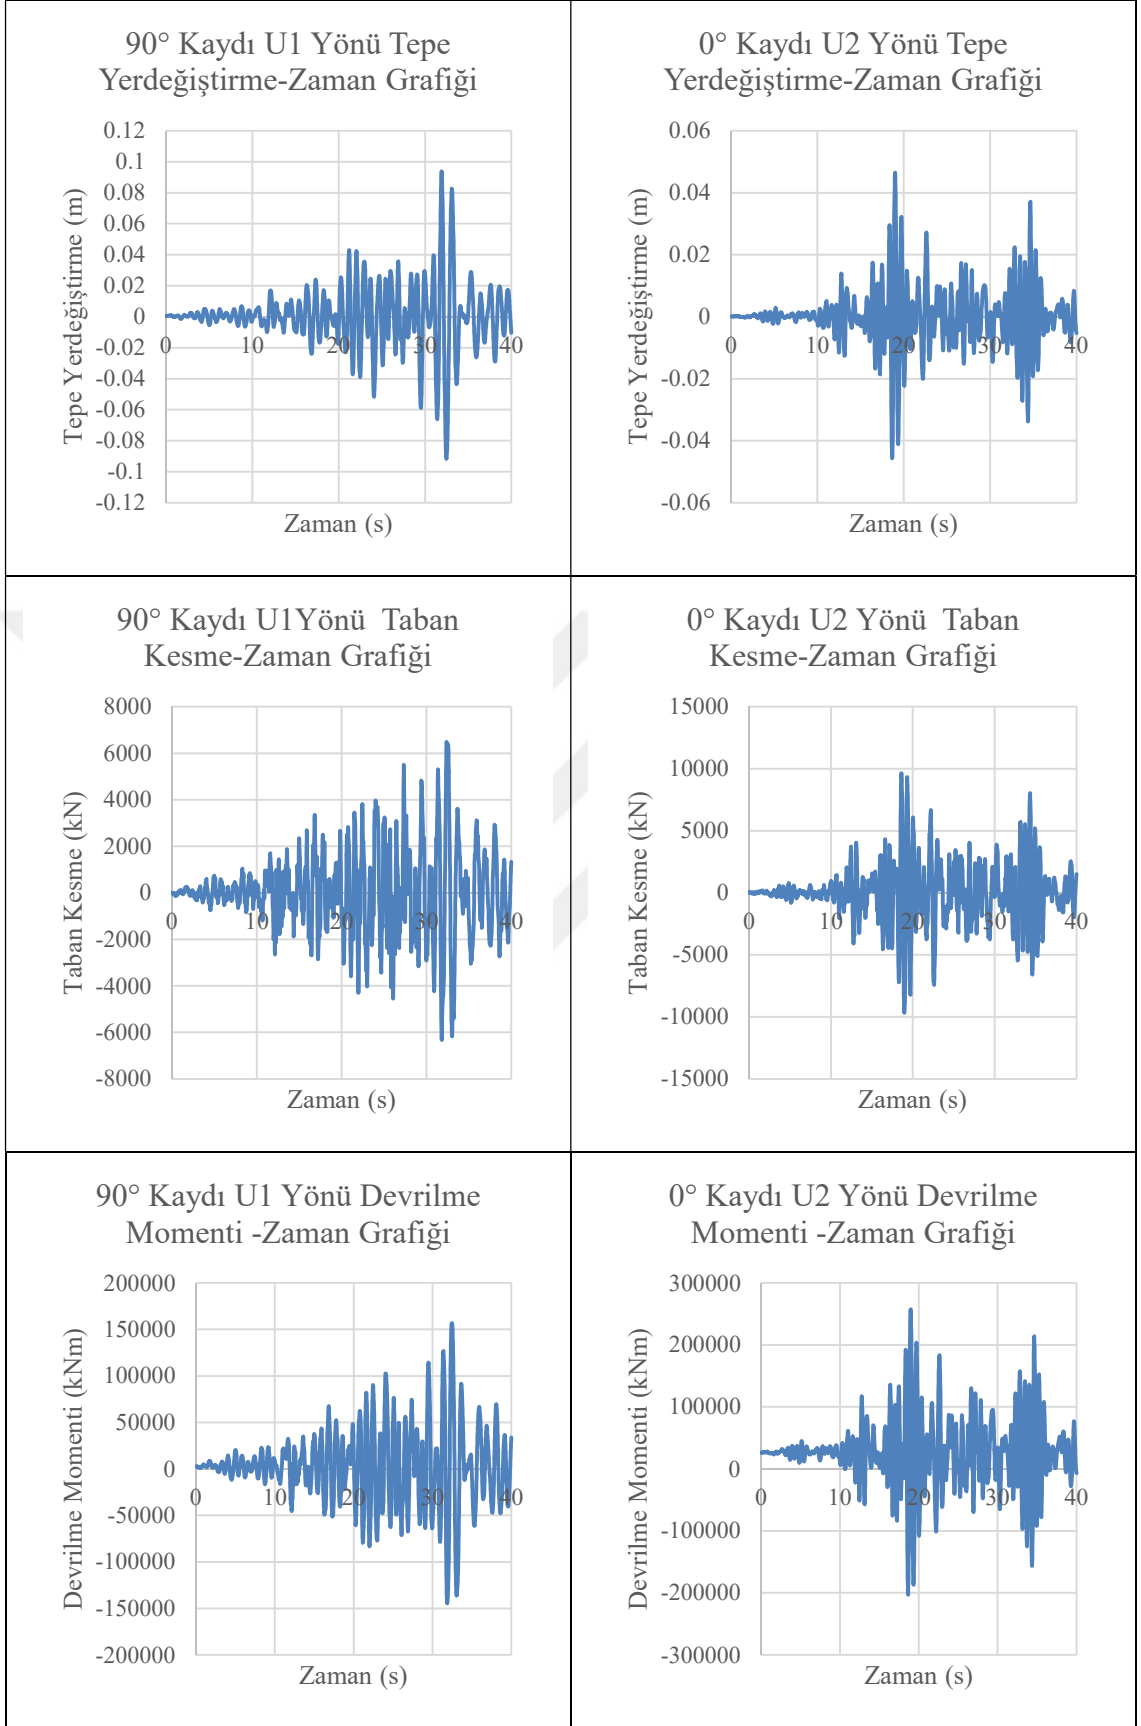 90° Kaydı U1 Yönü Tepe
Yerdeğiştirme-Zaman Grafiği
0.12
0.1
0.08
0.06
0.04
0.02
0
-0.02
-0.04
-0.06
-0.08
-0.1
-0.12
0 10 20 30 40
Tepe Yerdeğiştirme (m)
Zaman (s)
0° Kaydı U2 Yönü Tepe
Yerdeğiştirme-Zaman Grafiği
0.06
0.04
0.02
0
-0.02
-0.04
-0.06
0 10 20 30 40
Tepe Yerdeğiştirme (m)
Zaman (s)
90° Kaydı U1Yönü Taban
Kesme-Zaman Grafiği
8000
6000
4000
2000
0
-2000
-4000
-6000
-8000
0 10 20 30 40
Taban Kesme (kN)
Zaman (s)
0° Kaydı U2 Yönü Taban
Kesme-Zaman Grafiği
15000
10000
5000
0
-5000
-10000
-15000
0 10 20 30 40
Taban Kesme (kN)
Zaman (s)
90° Kaydı U1 Yönü Devrilme
Momenti -Zaman Grafiği
200000
150000
100000
50000
0
-50000
-100000
-150000
-200000
0 10 20 30 40
Devrilme Momenti (kNm)
Zaman (s)
0° Kaydı U2 Yönü Devrilme
Momenti -Zaman Grafiği
300000
200000
100000
0
-100000
-200000
-300000
0 10 20 30 40
Devrilme Momenti (kNm)
Zaman (s)